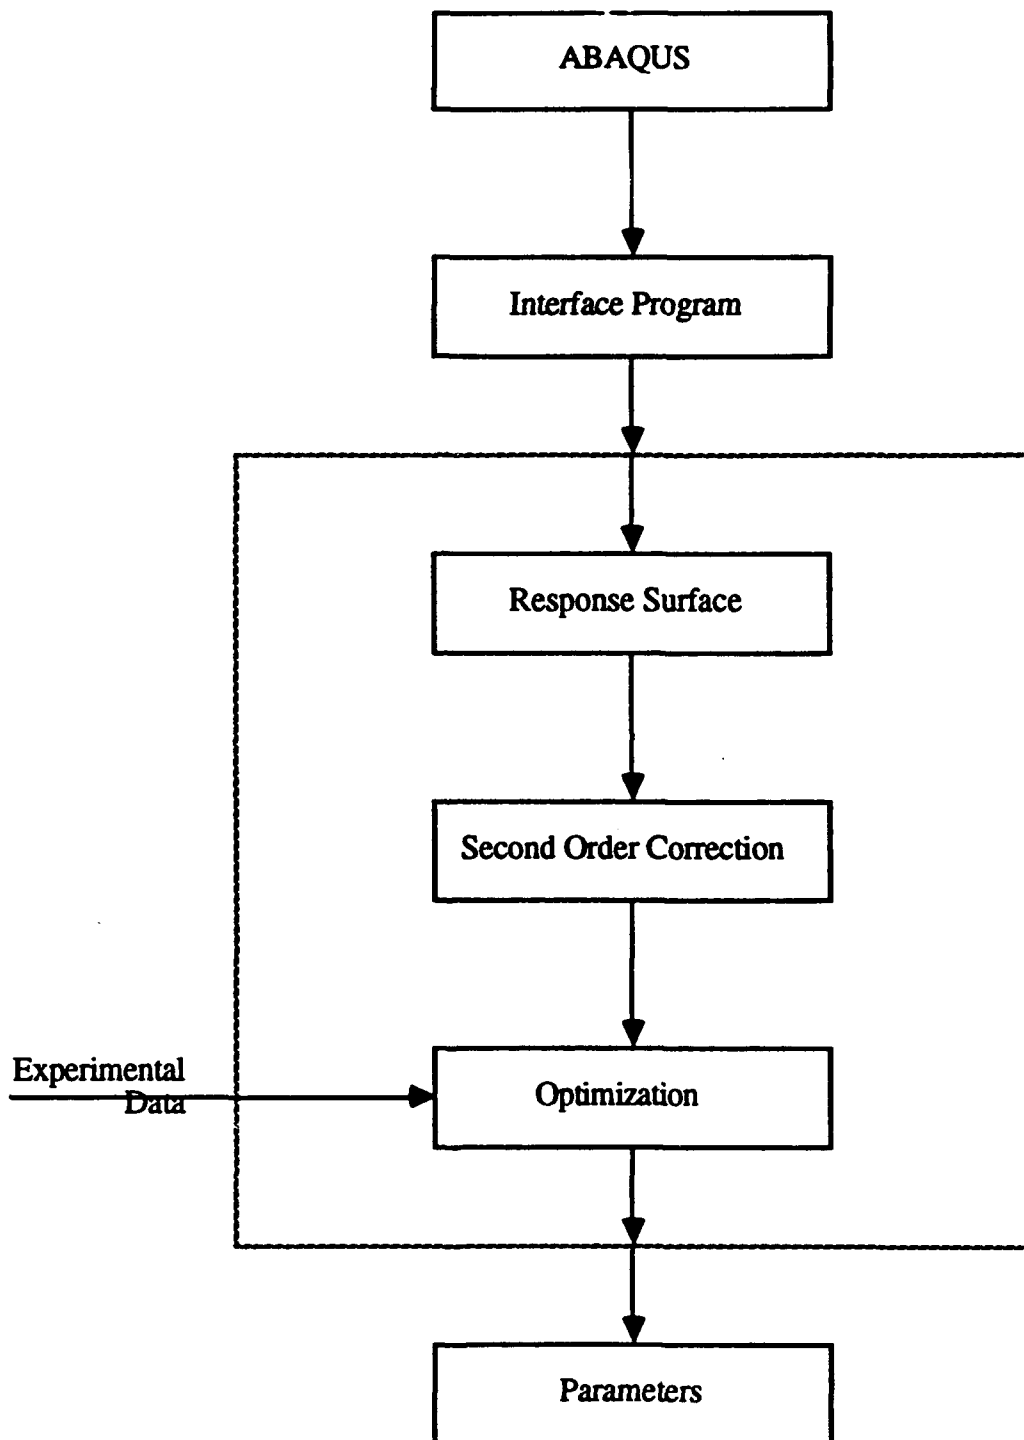 ABAQUS
Interface Program
Response Surface
Second Order Correction
Experimental
Data
Optimization
Parameters